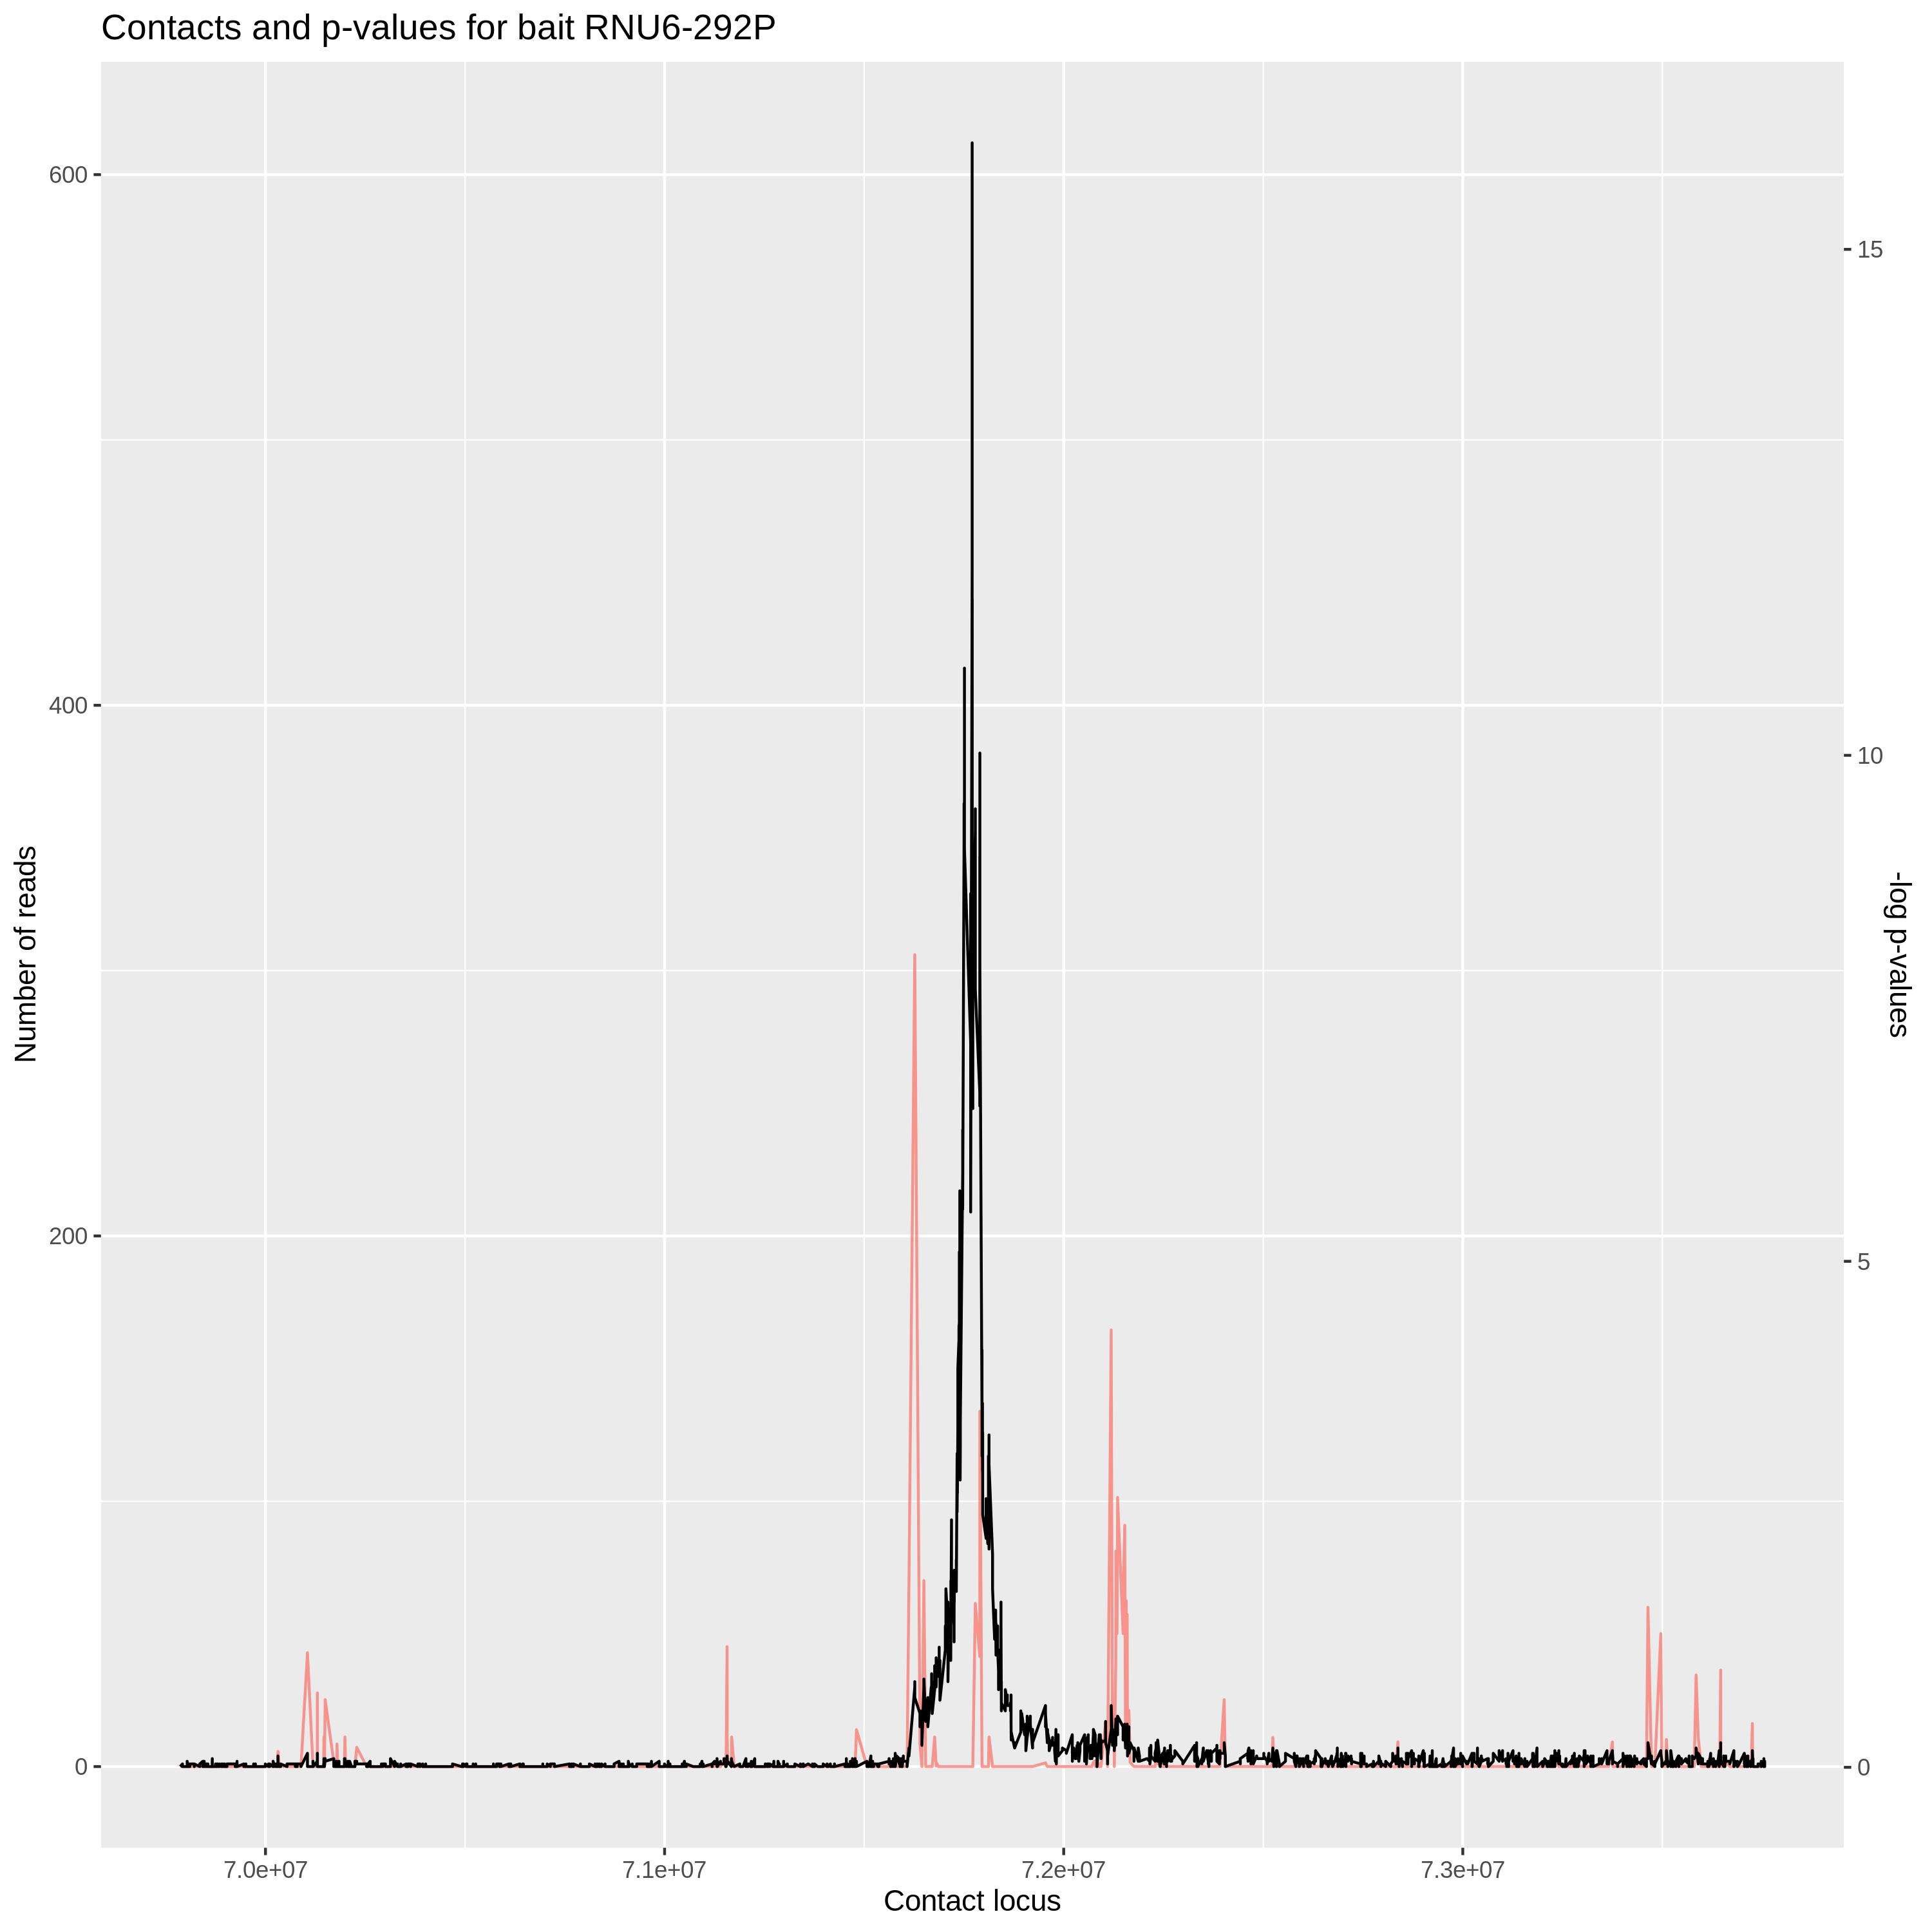 Contacts and p-values for bait RNU6-292P
600
400
200
0
15
10
5
0
Number of reads
-log p-values
7.0e+07 7.1e+07 7.2e+07 7.3e+07
Contact locus